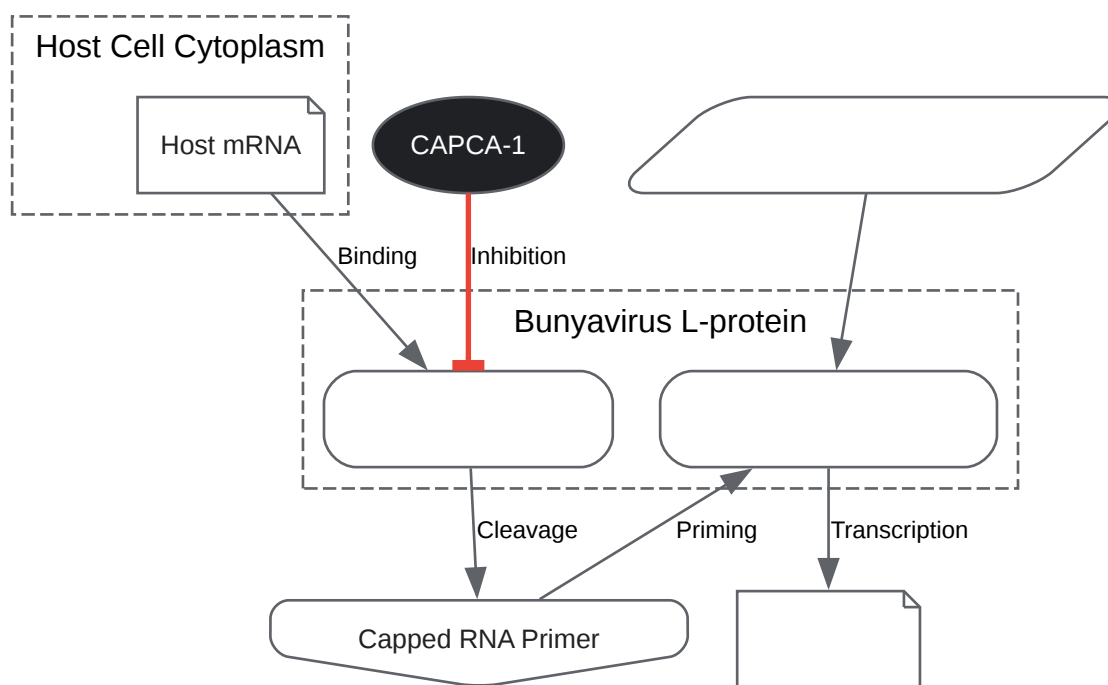 Host Cell Cytoplasm
Host mRNA
CAPCA-1
Binding
Inhibition
Bunyavirus L-protein
Cleavage
Priming
Transcription
Capped RNA Primer